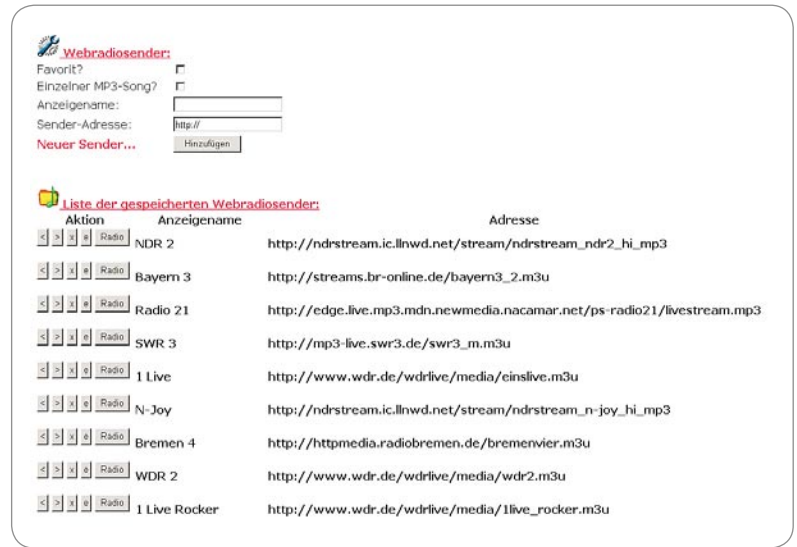 Webradiosender:
Favorit?
Einzelner MP3-Song?
Anzeigename:
Sender-Adresse: http://
Neuer Sender... Hinzufügen
Liste der gespeicherten Webradiosender:
Aktion Anzeigename Adresse
< > x e Radio NDR 2 http://ndrstream.ic.llnwd.net/stream/ndrstream_ndr2_hi_mp3
< > x e Radio Bayern 3 http://streams.br-online.de/bayern3_2.m3u
< > x e Radio Radio 21 http://edge.live.mp3.mdn.newmedia.nacamar.net/ps-radio21/livestream.mp3
< > x e Radio SWR 3 http://mp3-live.swr3.de/swr3_m.m3u
< > x e Radio 1 Live http://www.wdr.de/wdrlive/media/einslive.m3u
< > x e Radio N-Joy http://ndrstream.ic.llnwd.net/stream/ndrstream_n-joy_hi_mp3
< > x e Radio Bremen 4 http://httpmedia.radiobremen.de/bremenvier.m3u
< > x e Radio WDR 2 http://www.wdr.de/wdrlive/media/wdr2.m3u
< > x e Radio 1 Live Rocker http://www.wdr.de/wdrlive/media/1live_rocker.m3u